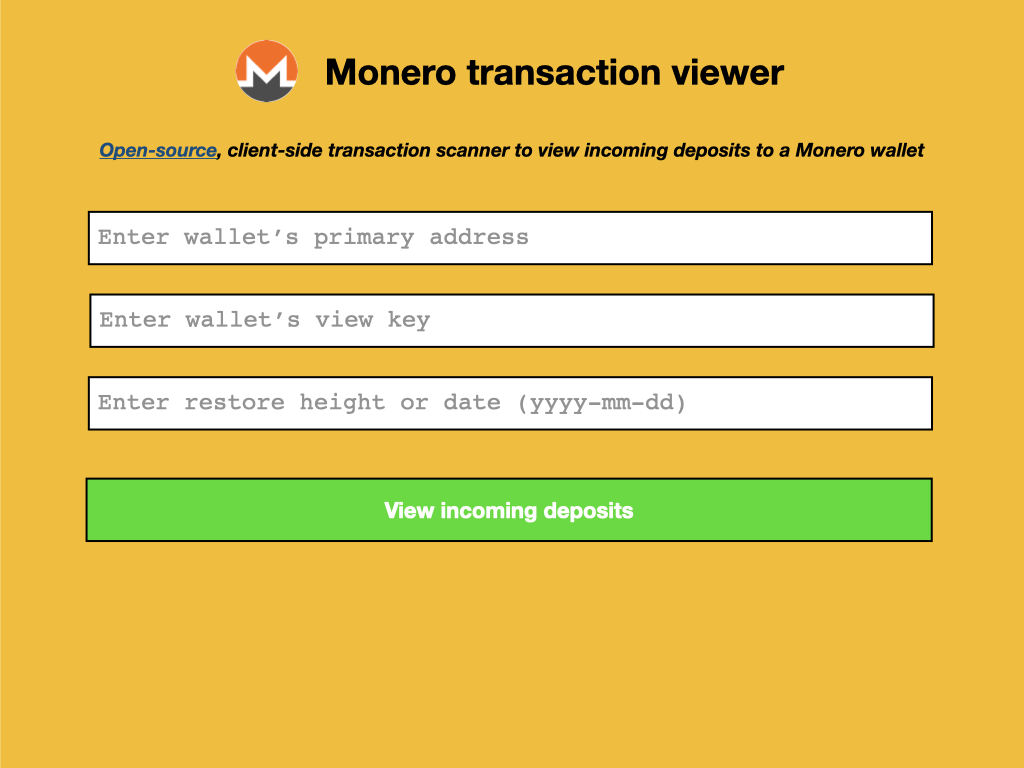 Monero transaction viewer
Open-source, client-side transaction scanner to view incoming deposits to a Monero wallet
Enter wallet’s primary address
Enter wallet’s view key
Enter restore height or date (yyyy-mm-dd)
View incoming deposits